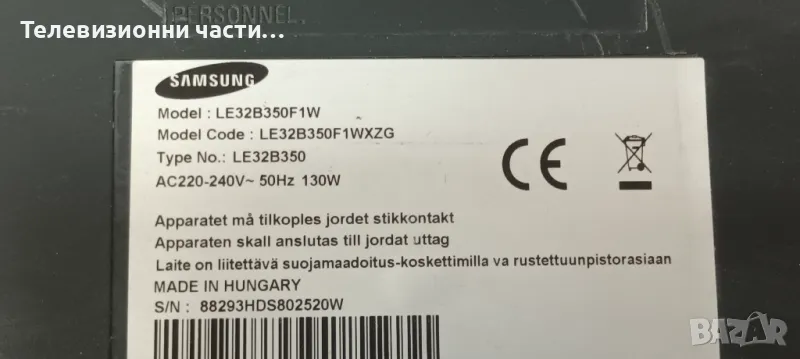 PERSONNEL.
Телевизионни части...
SAMSUNG
Model : LE32B350F1W
Model Code : LE32B350F1WXZG
Type No.: LE32B350
AC220-240V~ 50Hz 130W
CE
Apparatet må tilkoples jordet stikkontakt
Apparaten skall anslutas till jordat uttag
Laite on liitettävä suojamaadoitus-koskettimilla va rustettuunpistorasiaan
MADE IN HUNGARY
S/N : 88293HDS802520W
BAZAR